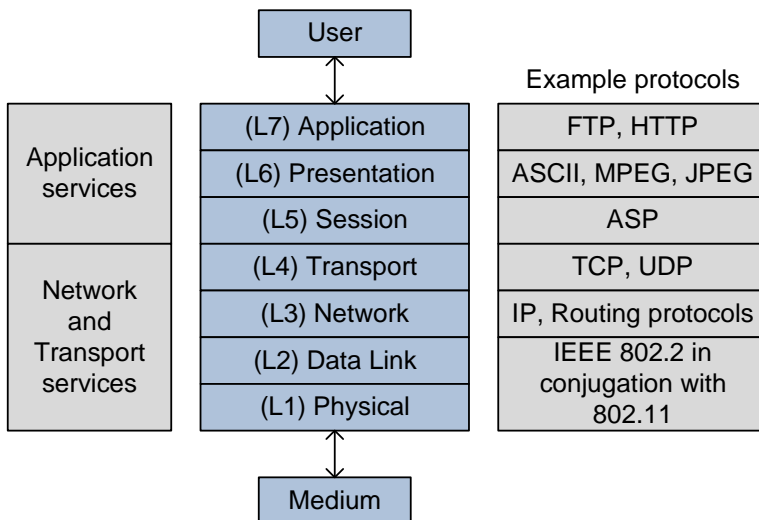 User
Example protocols
Application
services
(L7) Application
FTP, HTTP
(L6) Presentation
ASCII, MPEG, JPEG
(L5) Session
ASP
Network
and
Transport
services
(L4) Transport
TCP, UDP
(L3) Network
IP, Routing protocols
(L2) Data Link
(L1) Physical
IEEE 802.2 in
conjugation with
802.11
Medium